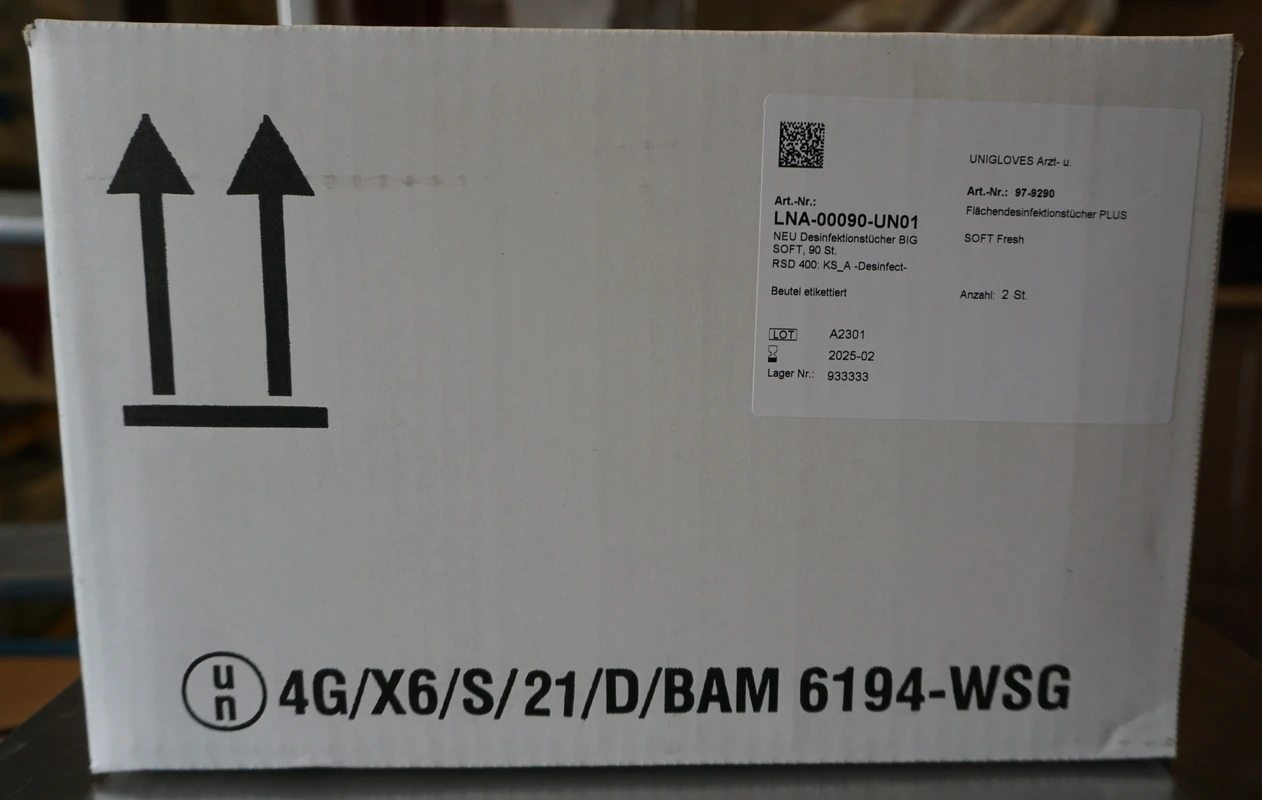 Art.-Nr.:
LNA-00090-UN01
NEU Desinfektionstücher BIG
SOFT, 90 St.
RSD 400: KS_A -Desinfect-
Beutel etikettiert
LOT A2301
2025-02
Lager Nr.: 933333
UNIGLOVES Arzt- u.
Art.-Nr.: 97-9290
Flächendesinfektionstücher PLUS
SOFT Fresh
Anzahl: 2 St.
un 4G/X6/S/21/D/BAM 6194-WSG